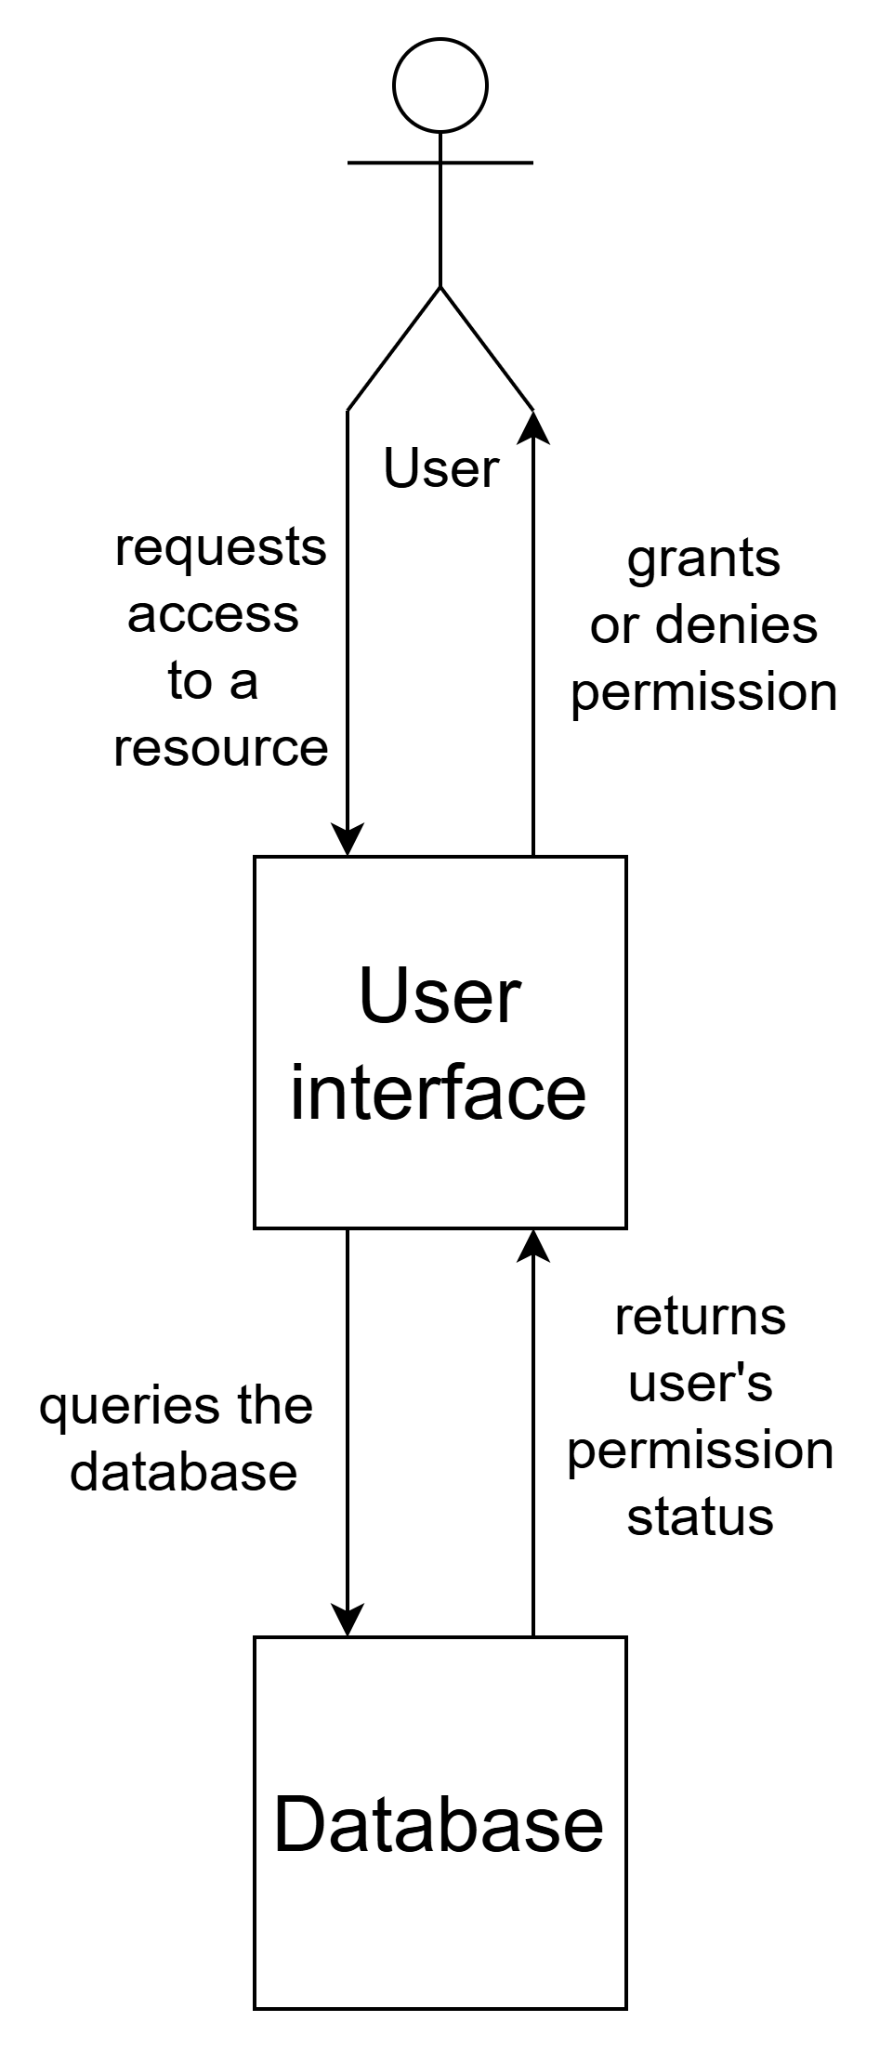 User
requests
access
to a
resource
grants
or denies
permission
User
interface
queries the
database
returns
user's
permission
status
Database